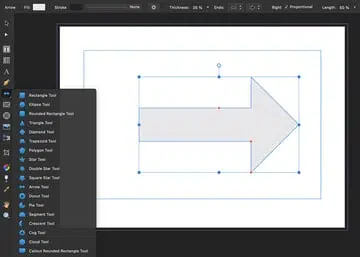 Arrow Fill: Stroke: None Thickness: 35 % Ends: Right Proportional Length: 50 %
Rectangle Tool
Ellipse Tool
Rounded Rectangle Tool
Triangle Tool
Diamond Tool
Trapezoid Tool
Polygon Tool
Star Tool
Double Star Tool
Square Star Tool
Arrow Tool
Donut Tool
Pie Tool
Segment Tool
Crescent Tool
Cog Tool
Cloud Tool
Callout Rounded Rectangle Tool